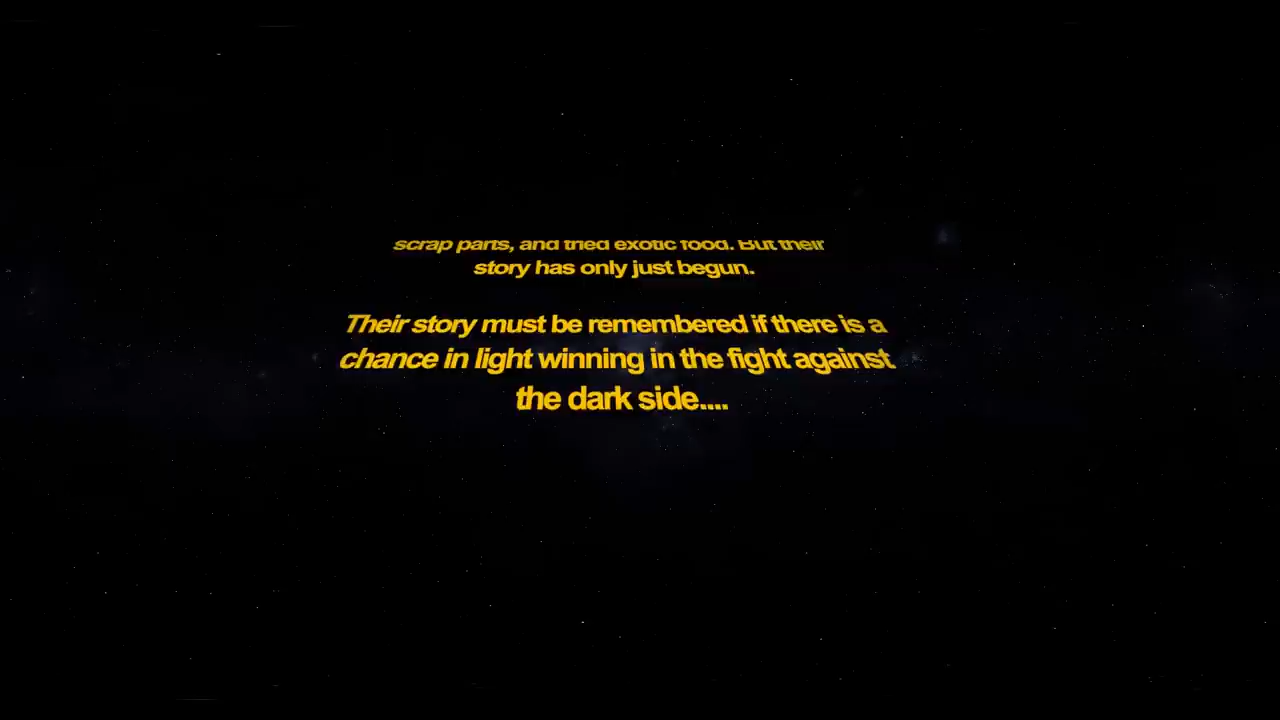 scrap parts, and tried exotic food. But their
story has only just begun.
Their story must be remembered if there is a
chance in light winning in the fight against
the dark side....